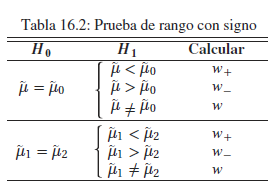 Tabla 16.2: Prueba de rango con signo
H₀ H₁ Calcular
μ̃ < μ̃₀ w₊
μ̃ = μ̃₀ μ̃ > μ̃₀ w₋
μ̃ ≠ μ̃₀ w
μ̃₁ < μ̃₂ w₊
μ̃₁ = μ̃₂ μ̃₁ > μ̃₂ w₋
μ̃₁ ≠ μ̃₂ w